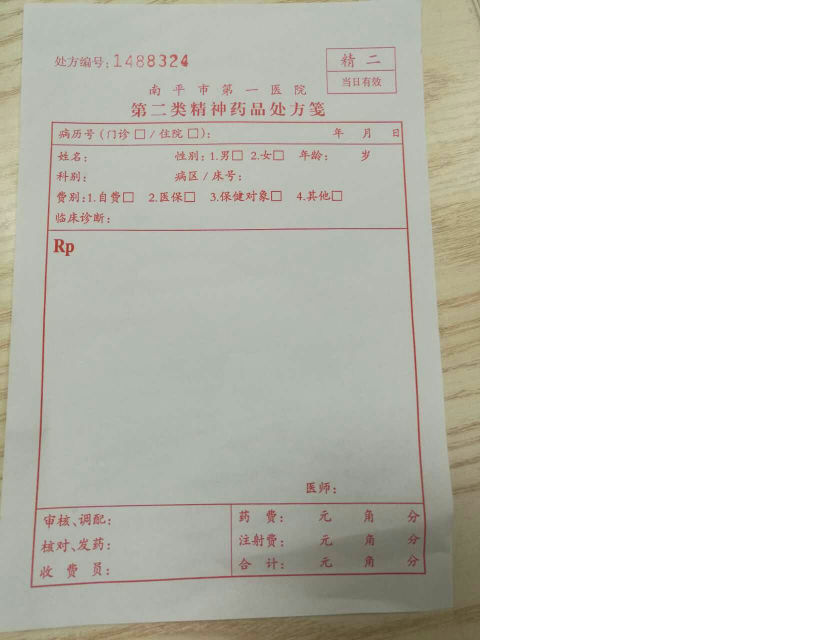 处方编号:1488324
精 二
当日有效
南平市第一医院
第二类精神药品处方笺
病历号(门诊□/住院□): 年 月 日
姓名: 性别:1.男□ 2.女□ 年龄: 岁
科别: 病区/床号:
费别:1.自费□ 2.医保□ 3.保健对象□ 4.其他□
临床诊断:
Rp
医师:
审核、调配: 药 费: 元 角 分
核对、发药: 注射费: 元 角 分
收 费 员: 合 计: 元 角 分